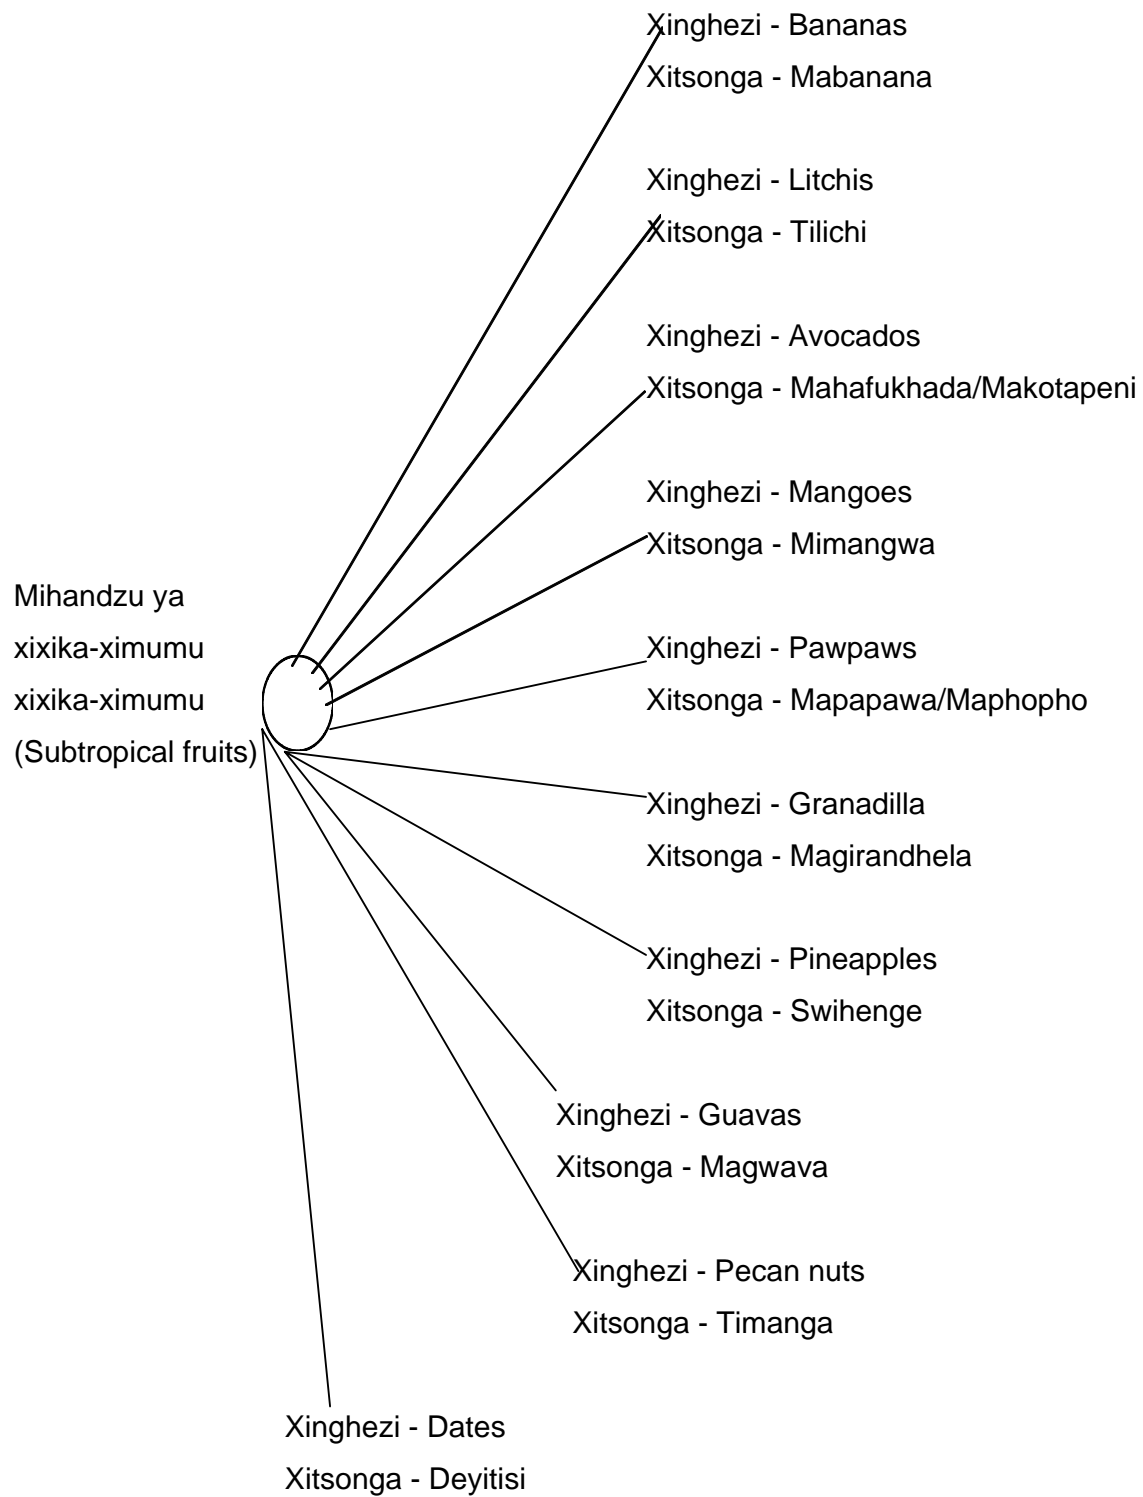 Xinghezi - Bananas
Xitsonga - Mabanana
Xinghezi - Litchis
Xitsonga - Tilichi
Xinghezi - Avocados
Xitsonga - Mahafukhada/Makotapeni
Xinghezi - Mangoes
Xitsonga - Mimangwa
Mihandzu ya
xixika-ximumu
xixika-ximumu
(Subtropical fruits)
Xinghezi - Pawpaws
Xitsonga - Mapapawa/Maphopho
Xinghezi - Granadilla
Xitsonga - Magirandhela
Xinghezi - Pineapples
Xitsonga - Swihenge
Xinghezi - Guavas
Xitsonga - Magwava
Xinghezi - Pecan nuts
Xitsonga - Timanga
Xinghezi - Dates
Xitsonga - Deyitisi